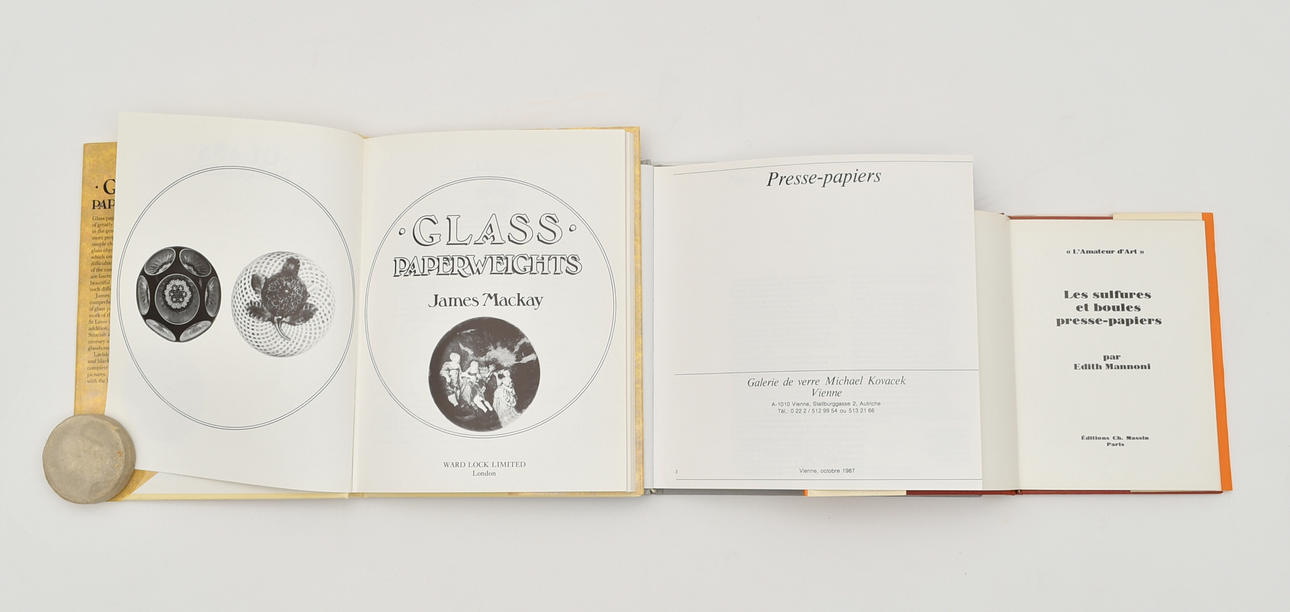 · G
PAP
· GLASS ·
PAPERWEIGHTS
James Mackay
WARD LOCK LIMITED
London
Presse-papiers
Galerie de verre Michael Kovacek
Vienne
A-1010 Vienne, Stallburggasse 2, Autriche
Tél.: 0 22 2 / 512 99 54 ou 513 21 66
Vienne, octobre 1987
« L'Amateur d'Art »
Les sulfures
et boules
presse-papiers
par
Edith Mannoni
Éditions Ch. Massin
Paris